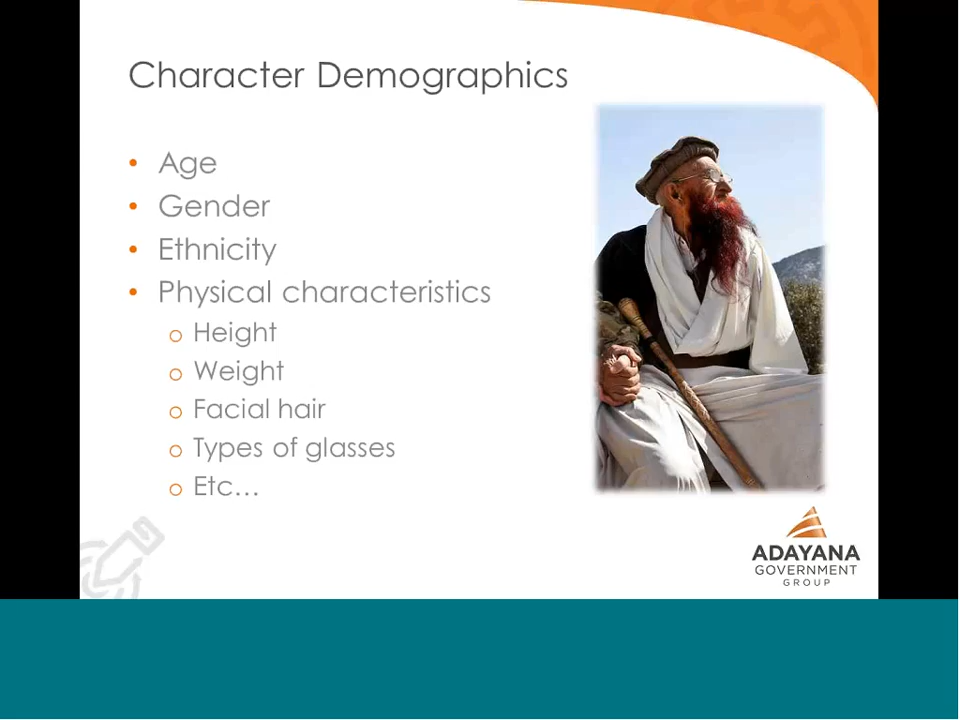 Character Demographics
• Age
• Gender
• Ethnicity
• Physical characteristics
o Height
o Weight
o Facial hair
o Types of glasses
o Etc…
ADAYANA
GOVERNMENT
GROUP